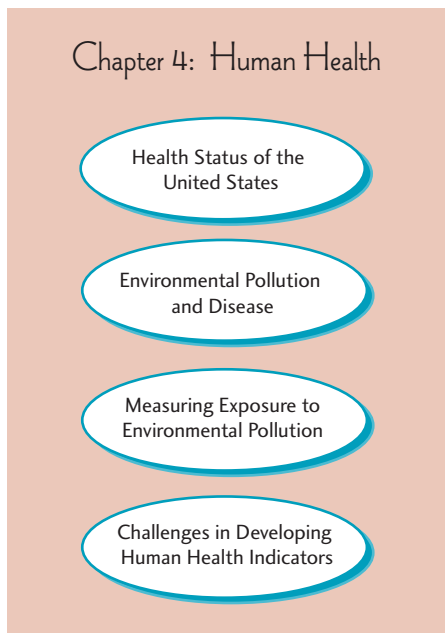 Chapter 4: Human Health
Health Status of the
United States
Environmental Pollution
and Disease
Measuring Exposure to
Environmental Pollution
Challenges in Developing
Human Health Indicators